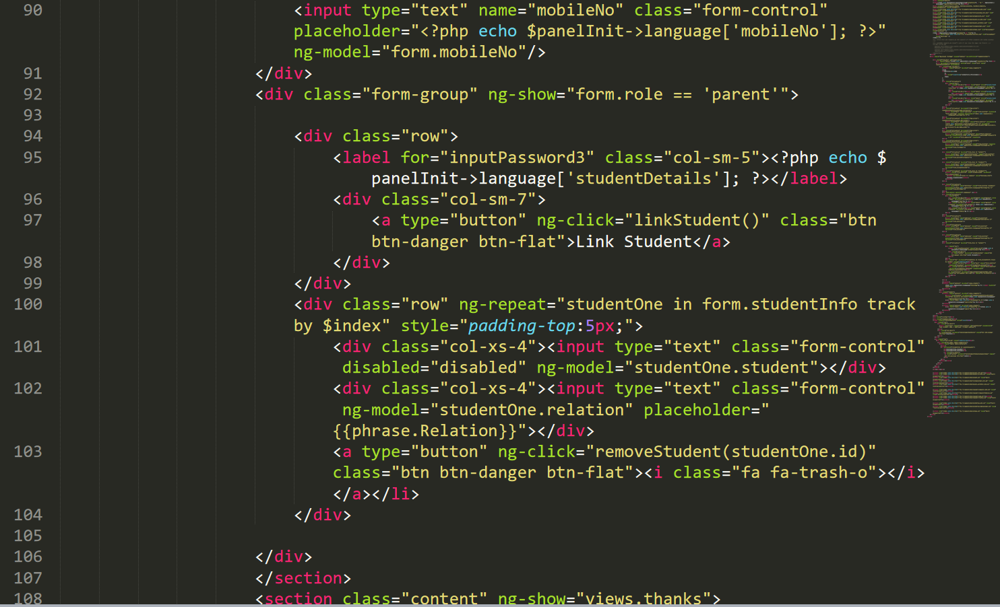 90 <input type="text" name="mobileNo" class="form-control"
placeholder="<?php echo $panelInit->language['mobileNo']; ?>"
ng-model="form.mobileNo"/>
91 </div>
92 <div class="form-group" ng-show="form.role == 'parent'">
93
94 <div class="row">
95 <label for="inputPassword3" class="col-sm-5"><?php echo $
panelInit->language['studentDetails']; ?></label>
96 <div class="col-sm-7">
97 <a type="button" ng-click="linkStudent()" class="btn
btn-danger btn-flat">Link Student</a>
98 </div>
99 </div>
100 <div class="row" ng-repeat="studentOne in form.studentInfo track
by $index" style="padding-top:5px;">
101 <div class="col-xs-4"><input type="text" class="form-control"
disabled="disabled" ng-model="studentOne.student"></div>
102 <div class="col-xs-4"><input type="text" class="form-control"
ng-model="studentOne.relation" placeholder="
{{phrase.Relation}}"></div>
103 <a type="button" ng-click="removeStudent(studentOne.id)"
class="btn btn-danger btn-flat"><i class="fa fa-trash-o"></i>
</a></li>
104 </div>
105
106 </div>
107 </section>
108 <section class="content" ng-show="views.thanks">